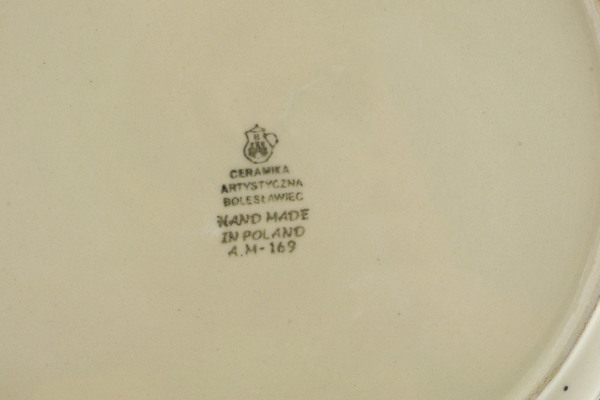 CERAMIKA
ARTYSTYCZNA
BOLESŁAWIEC
HAND MADE
IN POLAND
A.M-169